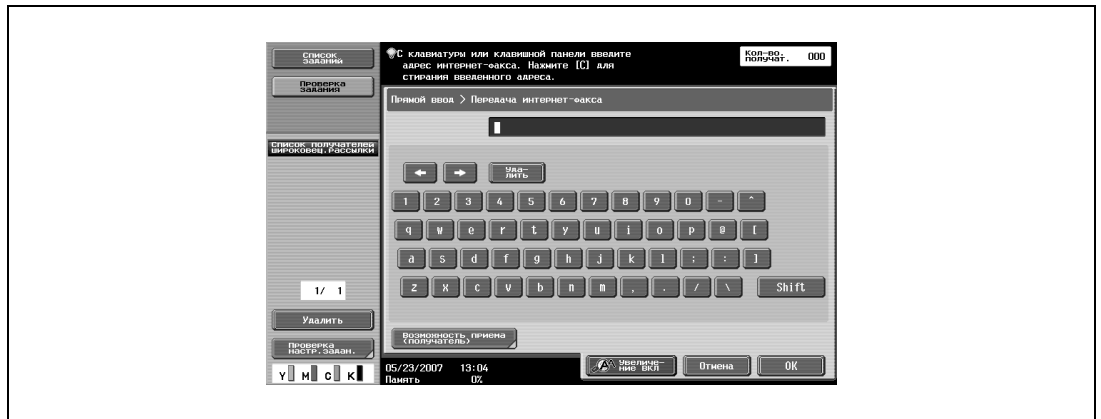 Список
заданий
Проверка
задания
Список получателей
широковещ.рассылки
1/ 1
Удалить
Проверка
настр.задан.
Y M C K
С клавиатуры или клавишной панели введите
адрес интернет-факса. Нажмите [C] для
стирания введенного адреса.
Кол-во.
получат. 000
Прямой ввод > Передача интернет-факса
← → Уда-
лить
1 2 3 4 5 6 7 8 9 0 - ^
q w e r t y u i o p @ [
a s d f g h j k l ; : ]
z x c v b n m , . / \ Shift
Возможность приема
(получатель)
05/23/2007 13:04
Память 0%
Увеличе-
ние ВКЛ
Отмена
OK